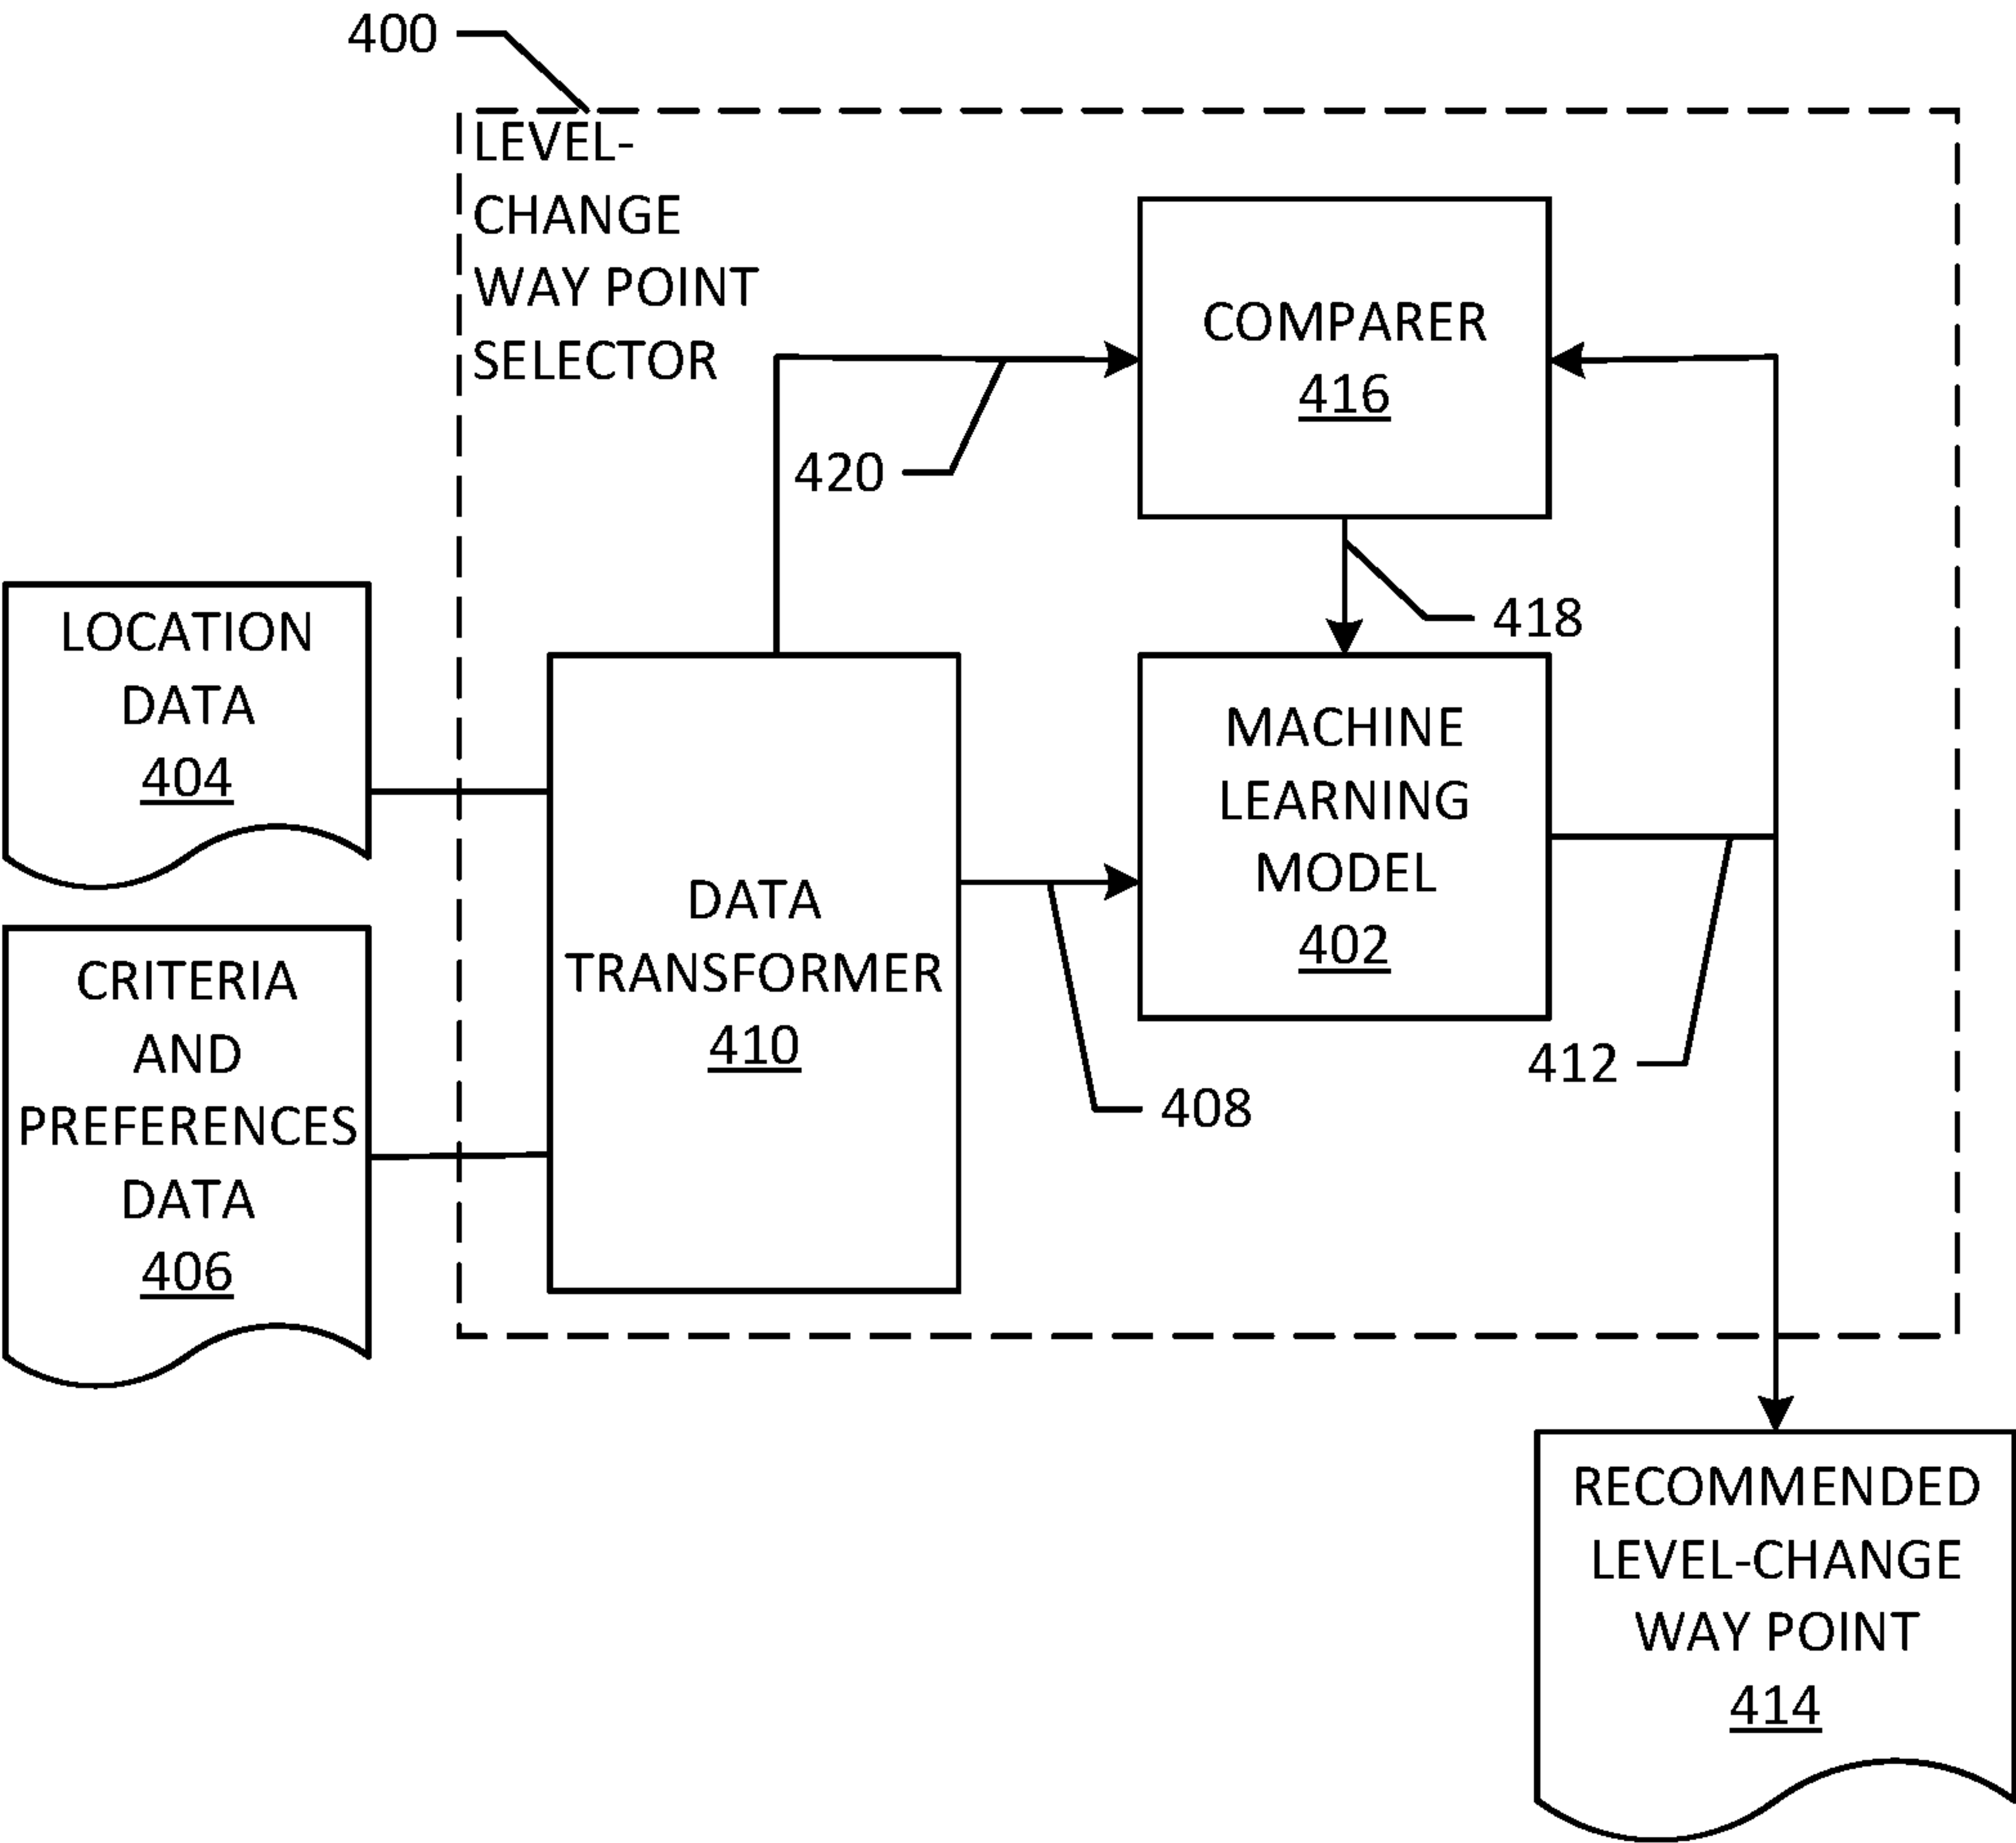 400
LEVEL-
CHANGE
WAY POINT
SELECTOR
COMPARER
416
420
418
LOCATION
DATA
404
MACHINE
LEARNING
MODEL
402
DATA
TRANSFORMER
410
CRITERIA
AND
PREFERENCES
DATA
406
412
408
RECOMMENDED
LEVEL-CHANGE
WAY POINT
414